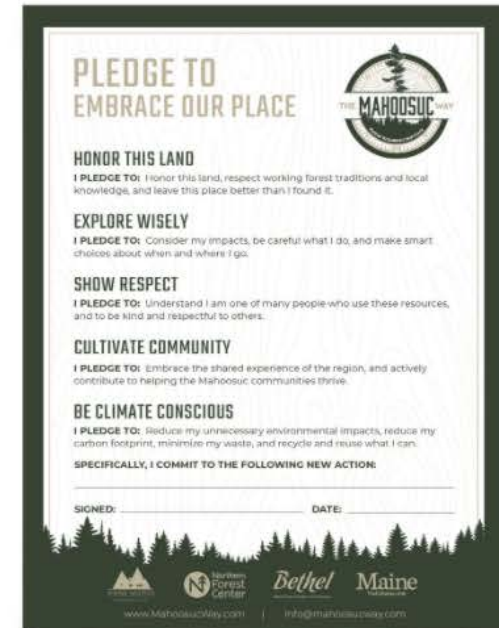 PLEDGE TO
EMBRACE OUR PLACE
THE MAHOOSUC WAY
HONOR THIS LAND
I PLEDGE TO: Honor this land, respect working forest traditions and local
knowledge, and leave this place better than I found it.
EXPLORE WISELY
I PLEDGE TO: Consider my impacts, be careful what I do, and make smart
choices about when and where I go.
SHOW RESPECT
I PLEDGE TO: Understand I am one of many people who use these resources,
and to be kind and respectful to others.
CULTIVATE COMMUNITY
I PLEDGE TO: Embrace the shared experience of the region, and actively
contribute to helping the Mahoosuc communities thrive.
BE CLIMATE CONSCIOUS
I PLEDGE TO: Reduce my unnecessary environmental impacts, reduce my
carbon footprint, minimize my waste, and recycle and reuse what I can.
SPECIFICALLY, I COMMIT TO THE FOLLOWING NEW ACTION:
SIGNED: DATE:
Northern
Forest
Center
Bethel
Maine
www.MahoosucWay.com | info@mahoosucway.com